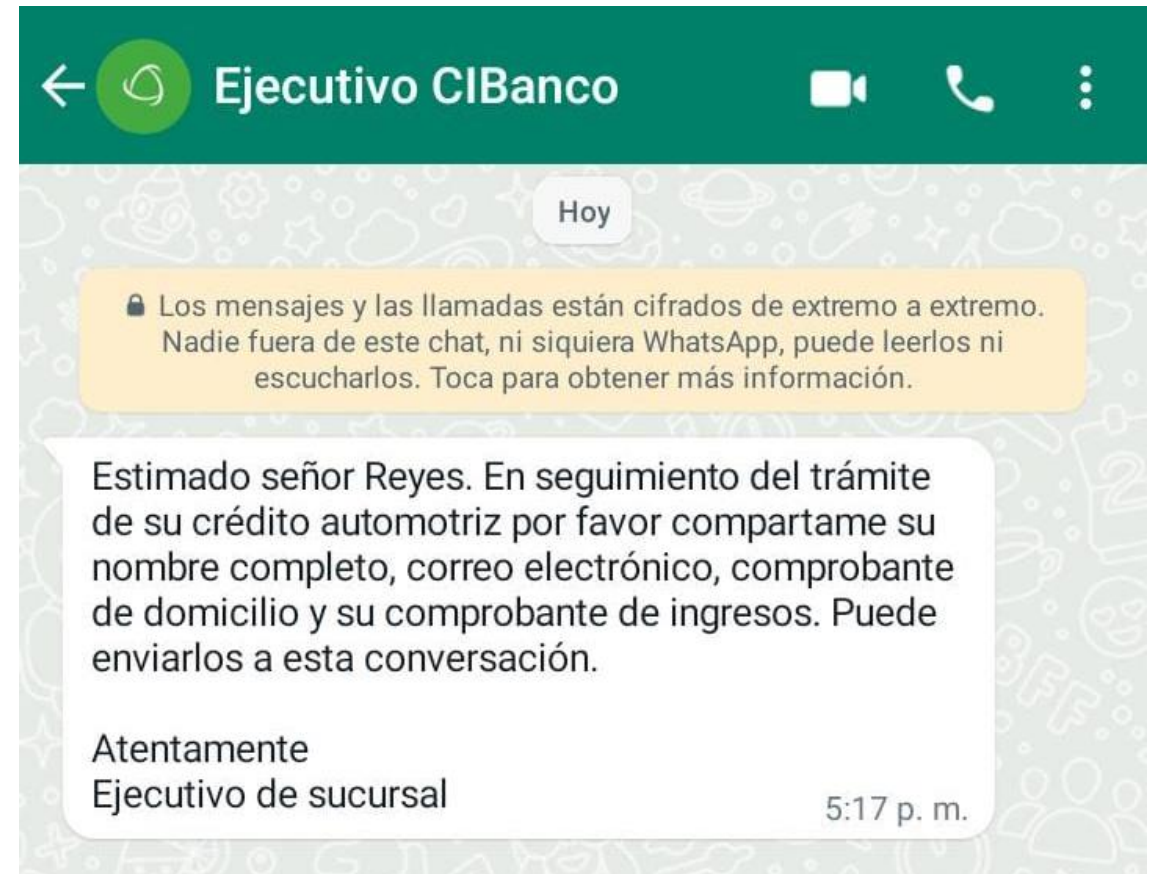 Ejecutivo CIBanco
Hoy
Los mensajes y las llamadas están cifrados de extremo a extremo.
Nadie fuera de este chat, ni siquiera WhatsApp, puede leerlos ni
escucharlos. Toca para obtener más información.
Estimado señor Reyes. En seguimiento del trámite
de su crédito automotriz por favor compartame su
nombre completo, correo electrónico, comprobante
de domicilio y su comprobante de ingresos. Puede
enviarlos a esta conversación.
Atentamente
Ejecutivo de sucursal
5:17 p. m.